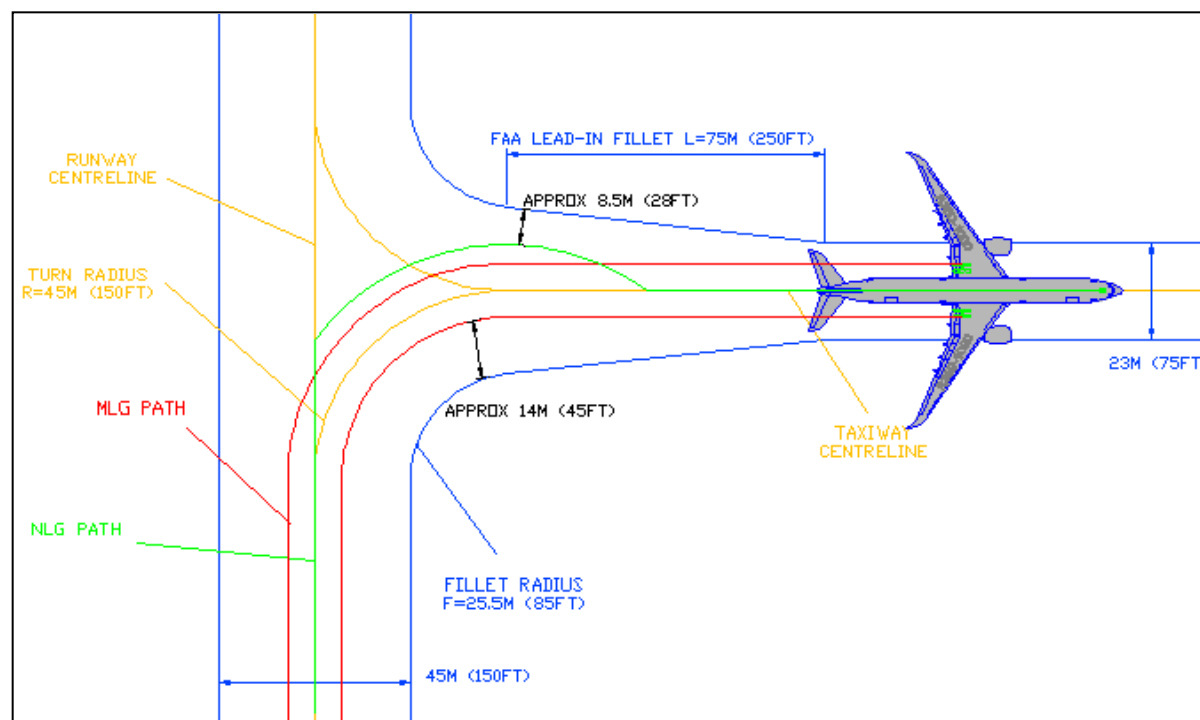 FAA LEAD-IN FILLET L=75M (250FT)
RUNWAY
CENTRELINE
APPROX 8.5M (28FT)
TURN RADIUS
R=45M (150FT)
23M (75FT
MLG PATH
APPROX 14M (45FT)
TAXIWAY
CENTRELINE
NLG PATH
FILLET RADIUS
F=25.5M (85FT)
45M (150FT)